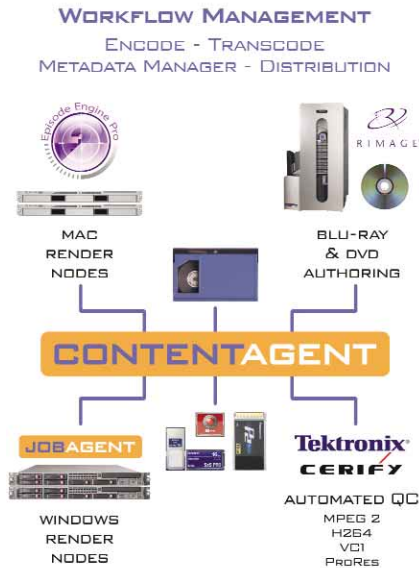 WORKFLOW MANAGEMENT
ENCODE - TRANSCODE
METADATA MANAGER - DISTRIBUTION
Episode Engine Pro
RIMAGE
MAC
RENDER
NODES
BLU-RAY
& DVD
AUTHORING
CONTENTAGENT
JOBAGENT
Tektronix
CERIFY
WINDOWS
RENDER
NODES
AUTOMATED QC
MPEG 2
H264
VC1
PRORES